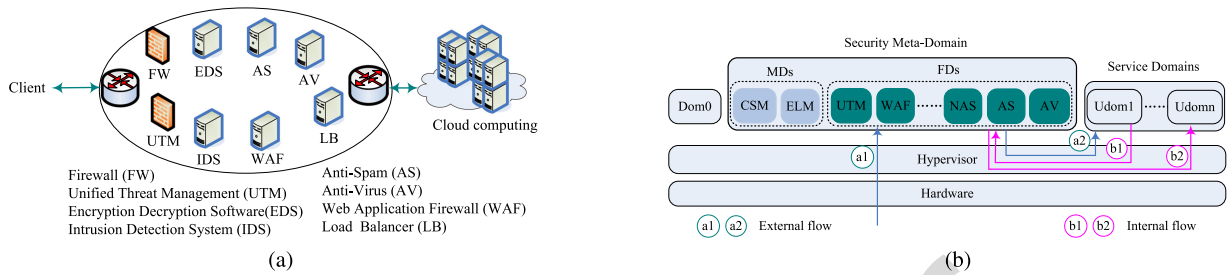 Client
FW
EDS
AS
AV
UTM
IDS
WAF
LB
Cloud computing
Firewall (FW)
Unified Threat Management (UTM)
Encryption Decryption Software(EDS)
Intrusion Detection System (IDS)
Anti-Spam (AS)
Anti-Virus (AV)
Web Application Firewall (WAF)
Load Balancer (LB)
(a)
Security Meta-Domain
MDs
FDs
Service Domains
Dom0
CSM
ELM
UTM
WAF
......
NAS
AS
AV
Udom1
......
Udomn
a1
a2
b1
b2
Hypervisor
Hardware
a1 a2 External flow
b1 b2 Internal flow
(b)